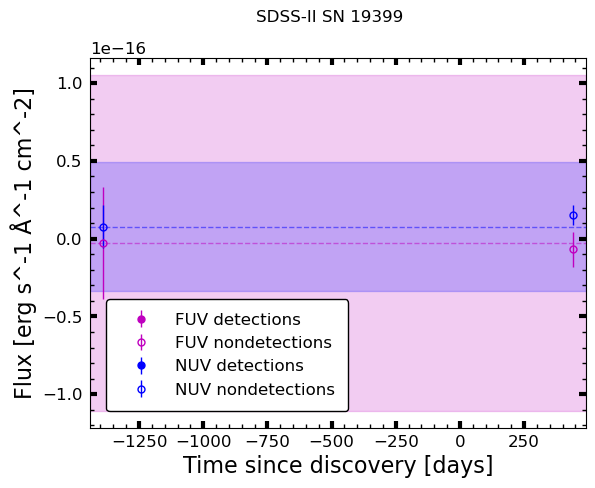 SDSS-II SN 19399
1e−16
1.0
0.5
0.0
−0.5
−1.0
Flux [erg s^-1 Å^-1 cm^-2]
FUV detections
FUV nondetections
NUV detections
NUV nondetections
−1250 −1000 −750 −500 −250 0 250
Time since discovery [days]